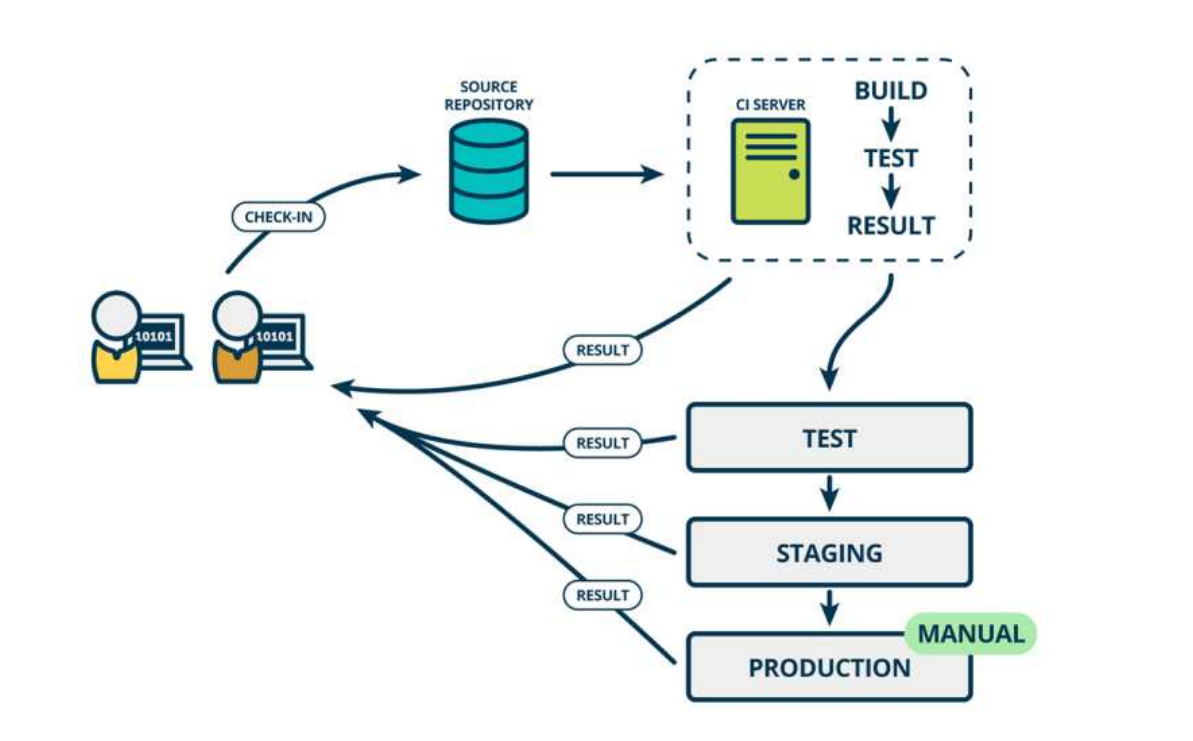 SOURCE
REPOSITORY
CI SERVER
BUILD
TEST
RESULT
CHECK-IN
10101
10101
RESULT
TEST
RESULT
STAGING
RESULT
PRODUCTION
MANUAL
RESULT